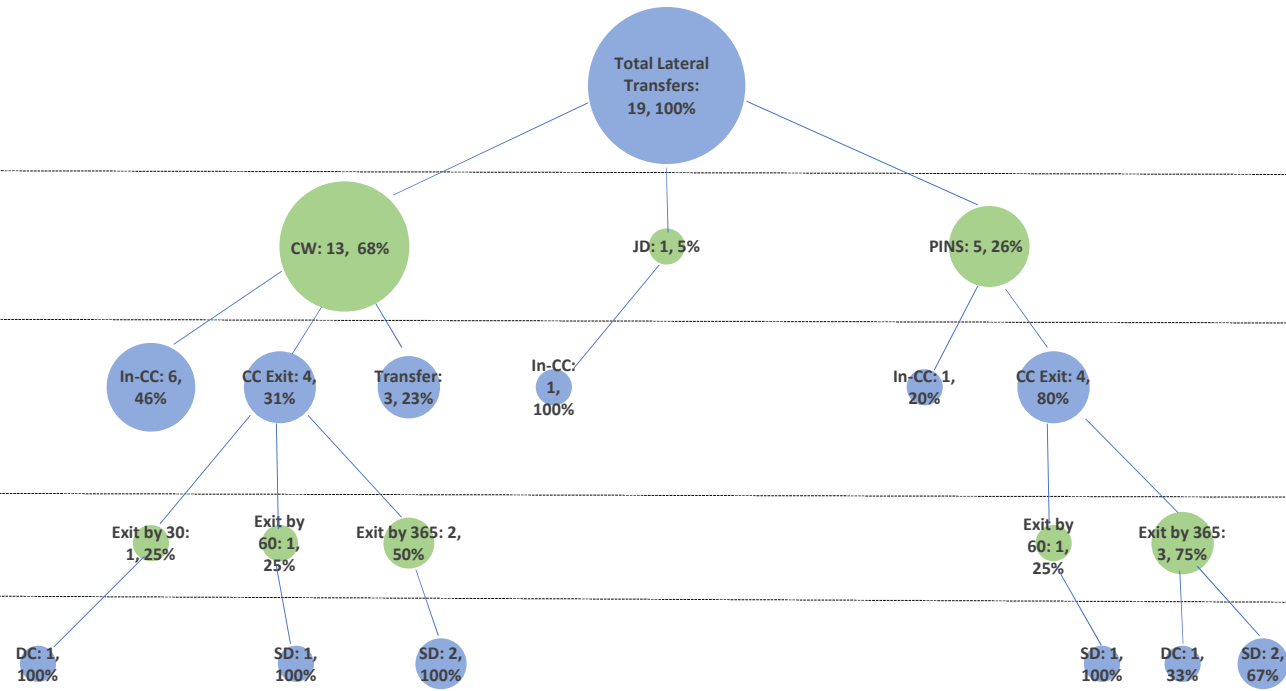 Total Lateral
Transfers:
19, 100%
CW: 13,  68%
JD: 1, 5%
PINS: 5, 26%
In-CC: 6,
46%
CC Exit: 4,
31%
Transfer:
3, 23%
In-CC:
1,
100%
In-CC: 1,
20%
CC Exit: 4,
80%
Exit by 30:
1, 25%
Exit by
60: 1,
25%
Exit by 365: 2,
50%
Exit by
60: 1,
25%
Exit by 365:
3, 75%
DC: 1,
100%
SD: 1,
100%
SD: 2,
100%
SD: 1,
100%
DC: 1,
33%
SD: 2,
67%